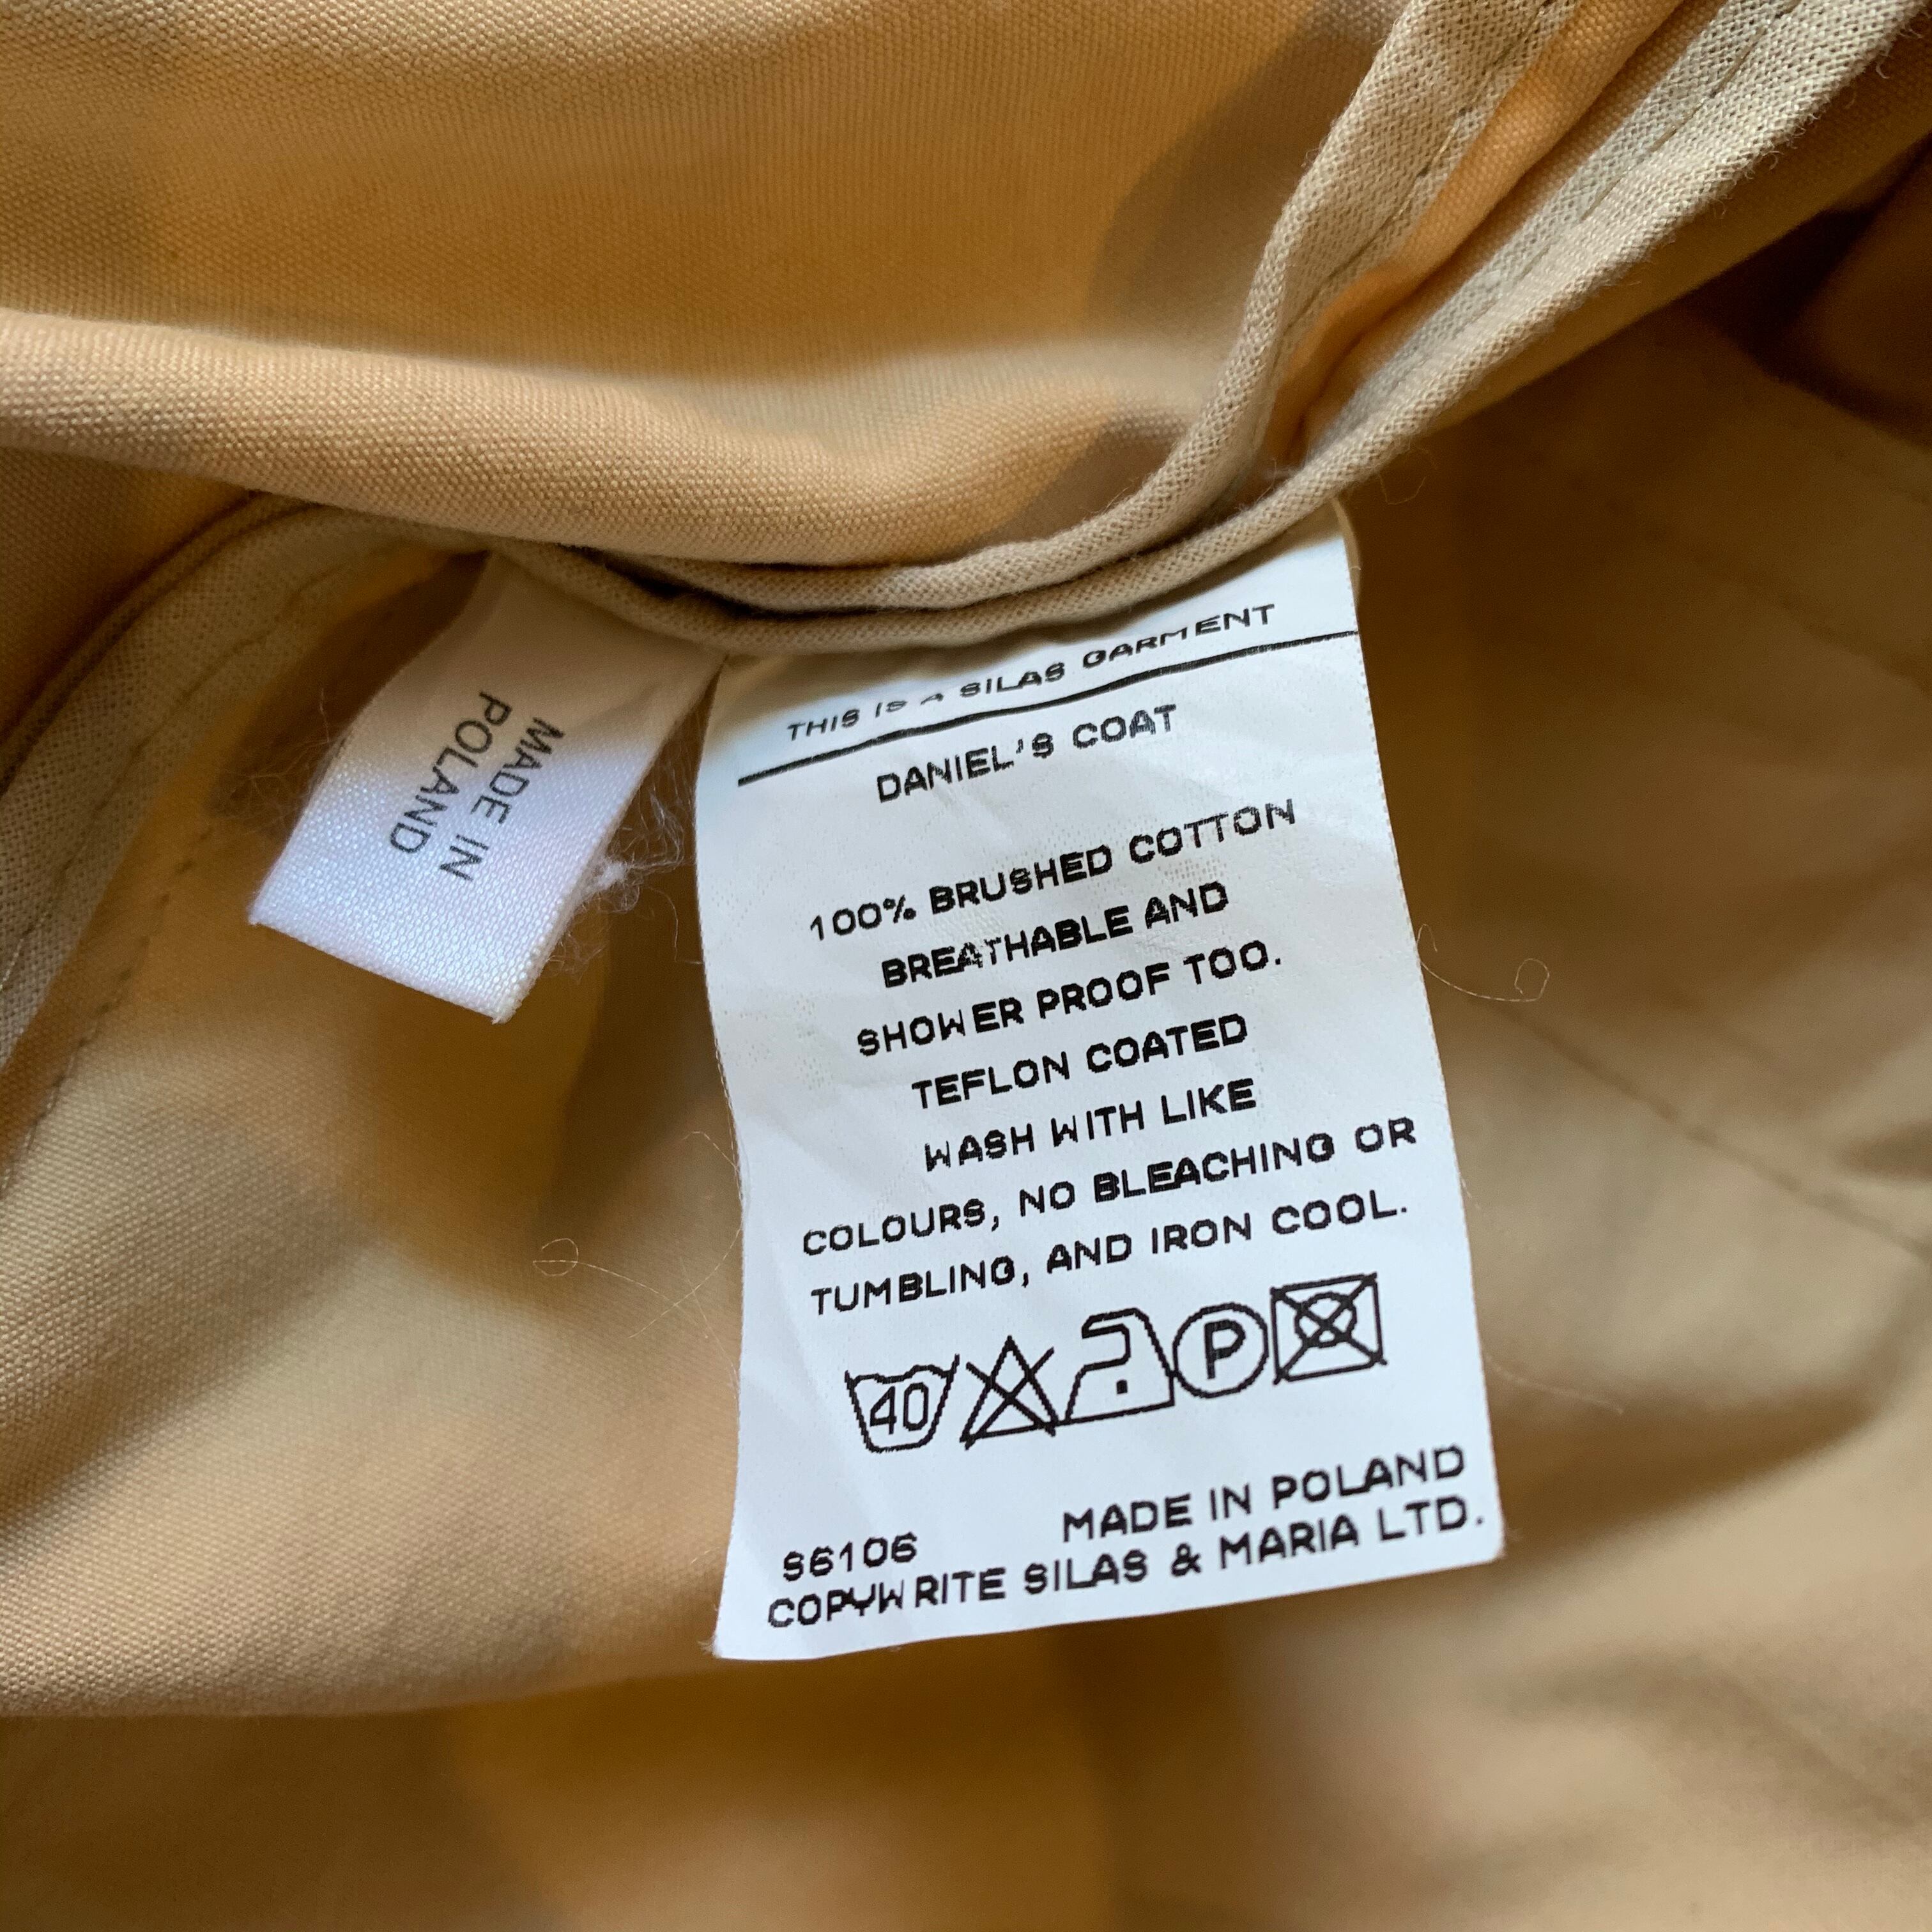 THIS IS A SILAS GARMENT
DANIEL'S COAT
100% BRUSHED COTTON
BREATHABLE AND
SHOWER PROOF TOO.
TEFLON COATED
WASH WITH LIKE
COLOURS, NO BLEACHING OR
TUMBLING, AND IRON COOL.
40 P
MADE IN POLAND
S6106
COPYWRITE SILAS & MARIA LTD.
MADE IN
POLAND